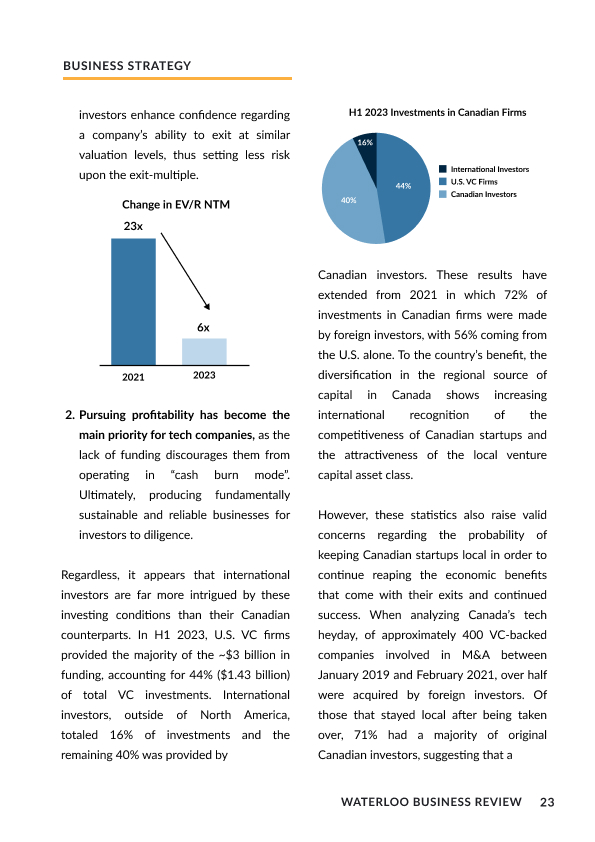 BUSINESS STRATEGY
investors enhance confidence regarding
a company's ability to exit at similar
valuation levels, thus setting less risk
upon the exit-multiple.
Change in EV/R NTM
23x
6x
2021
2023
2. Pursuing profitability has become the
main priority for tech companies, as the
lack of funding discourages them from
operating in “cash burn mode”.
Ultimately, producing fundamentally
sustainable and reliable businesses for
investors to diligence.
Regardless, it appears that international
investors are far more intrigued by these
investing conditions than their Canadian
counterparts. In H1 2023, U.S. VC firms
provided the majority of the ~$3 billion in
funding, accounting for 44% ($1.43 billion)
of total VC investments. International
investors, outside of North America,
totaled 16% of investments and the
remaining 40% was provided by
H1 2023 Investments in Canadian Firms
16%
44%
40%
International Investors
U.S. VC Firms
Canadian Investors
Canadian investors. These results have
extended from 2021 in which 72% of
investments in Canadian firms were made
by foreign investors, with 56% coming from
the U.S. alone. To the country's benefit, the
diversification in the regional source of
capital in Canada shows increasing
international recognition of the
competitiveness of Canadian startups and
the attractiveness of the local venture
capital asset class.
However, these statistics also raise valid
concerns regarding the probability of
keeping Canadian startups local in order to
continue reaping the economic benefits
that come with their exits and continued
success. When analyzing Canada's tech
heyday, of approximately 400 VC-backed
companies involved in M&A between
January 2019 and February 2021, over half
were acquired by foreign investors. Of
those that stayed local after being taken
over, 71% had a majority of original
Canadian investors, suggesting that a
WATERLOO BUSINESS REVIEW 23